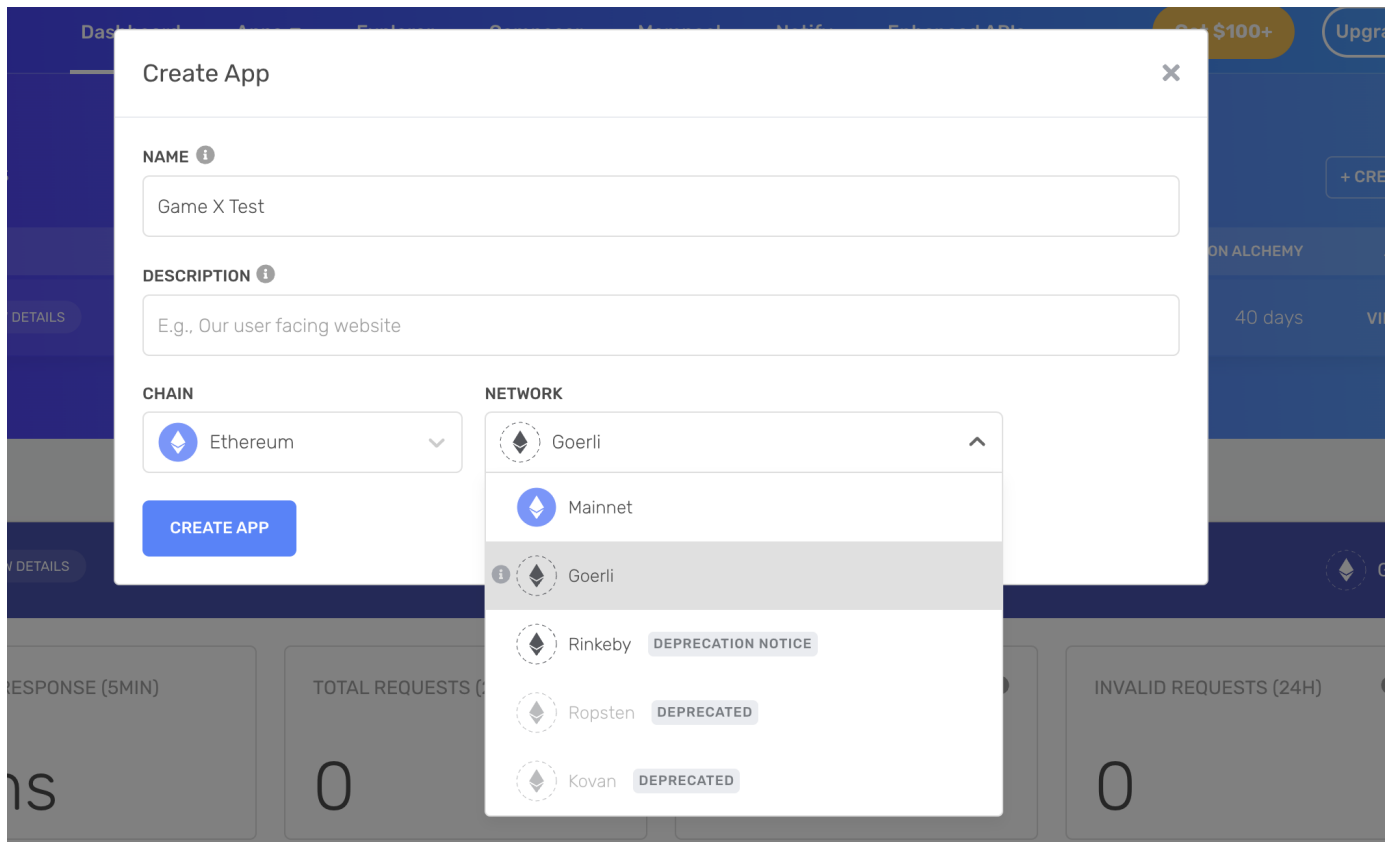 Create App
NAME
Game X Test
DESCRIPTION
E.g., Our user facing website
CHAIN
NETWORK
Ethereum
Goerli
Mainnet
CREATE APP
Goerli
Rinkeby DEPRECATION NOTICE
Ropsten DEPRECATED
Kovan DEPRECATED
$100+
ON ALCHEMY
DETAILS
40 days
DETAILS
TOTAL REQUESTS
INVALID REQUESTS (24H)
(5MIN)
0
0